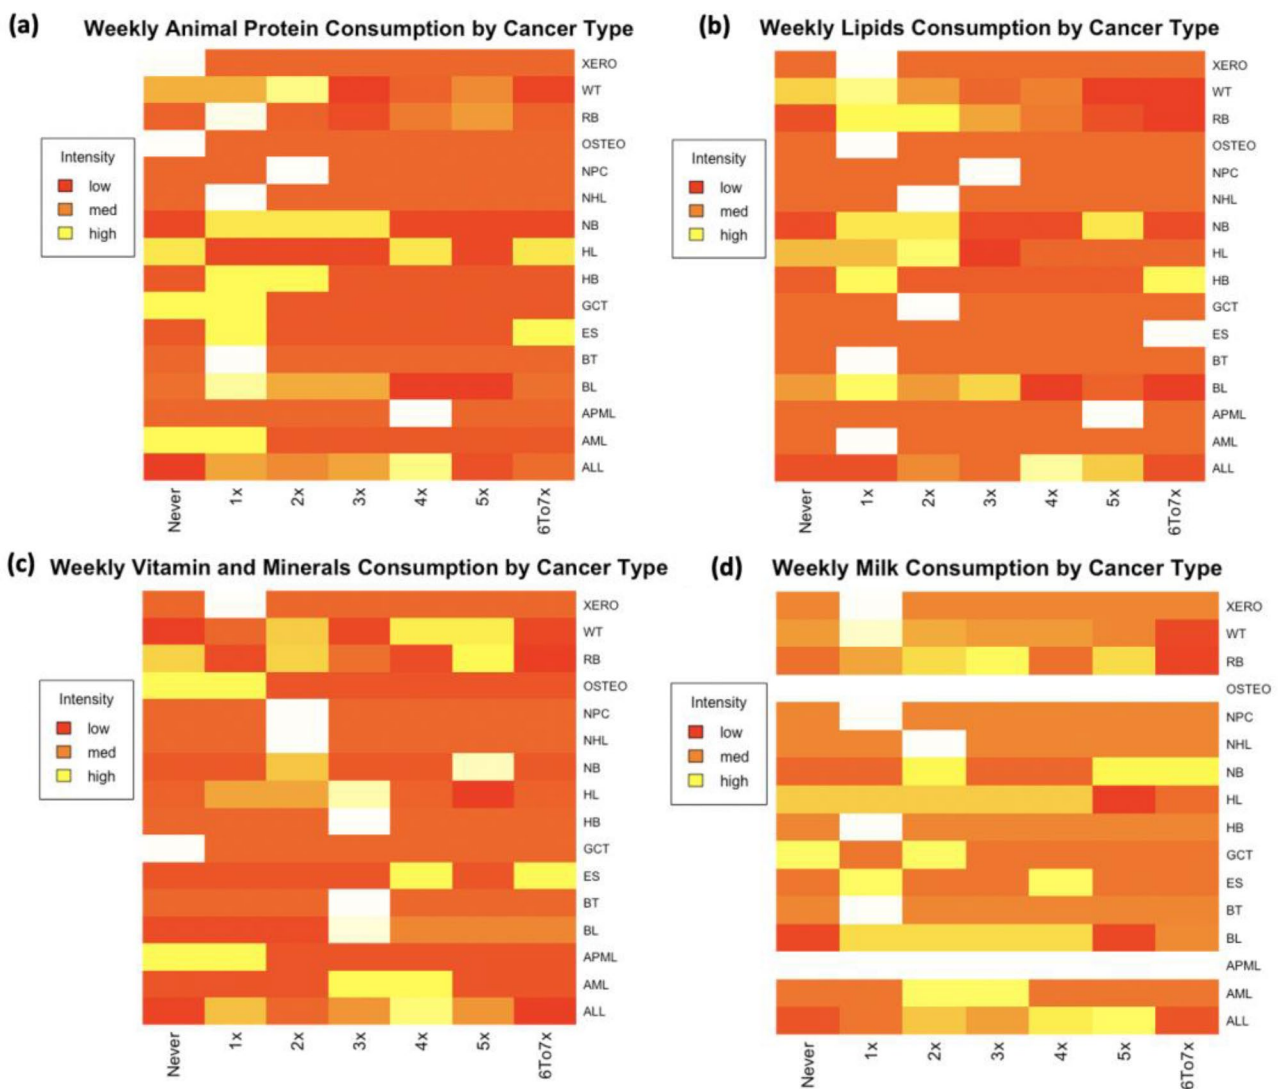 (a) Weekly Animal Protein Consumption by Cancer Type
XERO
WT
RB
OSTEO
NPC
NHL
NB
HL
HB
GCT
ES
BT
BL
APML
AML
ALL
Intensity
low
med
high
Never 1x 2x 3x 4x 5x 6To7x
(b) Weekly Lipids Consumption by Cancer Type
XERO
WT
RB
OSTEO
NPC
NHL
NB
HL
HB
GCT
ES
BT
BL
APML
AML
ALL
Intensity
low
med
high
Never 1x 2x 3x 4x 5x 6To7x
(c) Weekly Vitamin and Minerals Consumption by Cancer Type
XERO
WT
RB
OSTEO
NPC
NHL
NB
HL
HB
GCT
ES
BT
BL
APML
AML
ALL
Intensity
low
med
high
Never 1x 2x 3x 4x 5x 6To7x
(d) Weekly Milk Consumption by Cancer Type
XERO
WT
RB
OSTEO
NPC
NHL
NB
HL
HB
GCT
ES
BT
BL
APML
AML
ALL
Intensity
low
med
high
Never 1x 2x 3x 4x 5x 6To7x